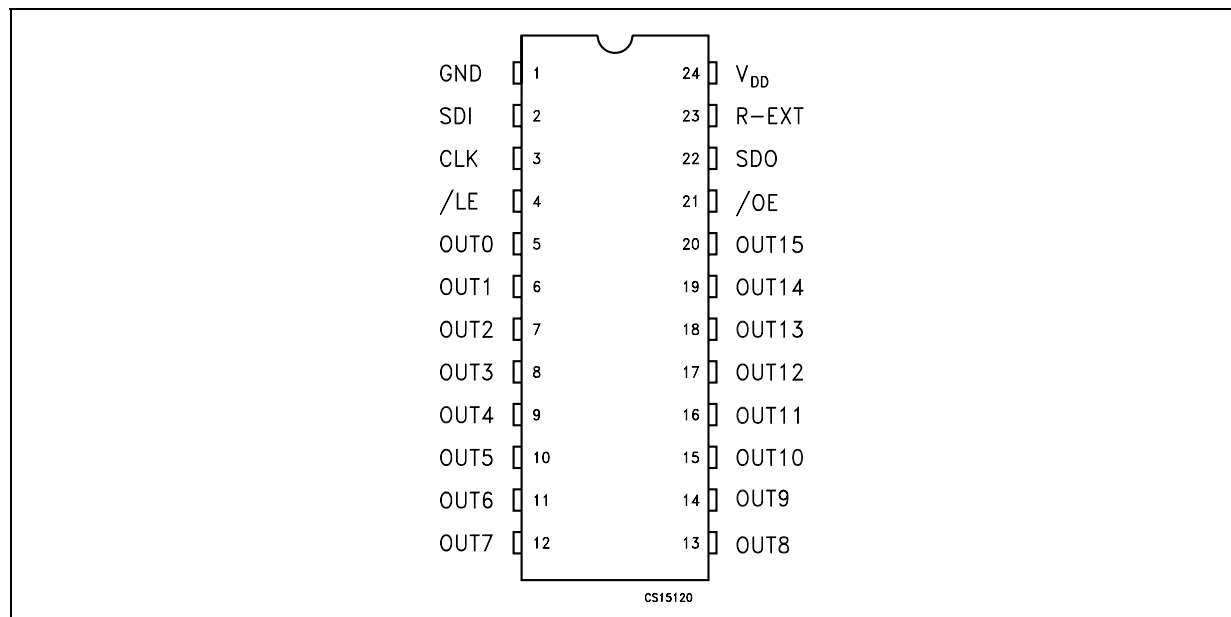 GND 1 24 VDD
SDI 2 23 R-EXT
CLK 3 22 SDO
/LE 4 21 /OE
OUT0 5 20 OUT15
OUT1 6 19 OUT14
OUT2 7 18 OUT13
OUT3 8 17 OUT12
OUT4 9 16 OUT11
OUT5 10 15 OUT10
OUT6 11 14 OUT9
OUT7 12 13 OUT8
CS15120